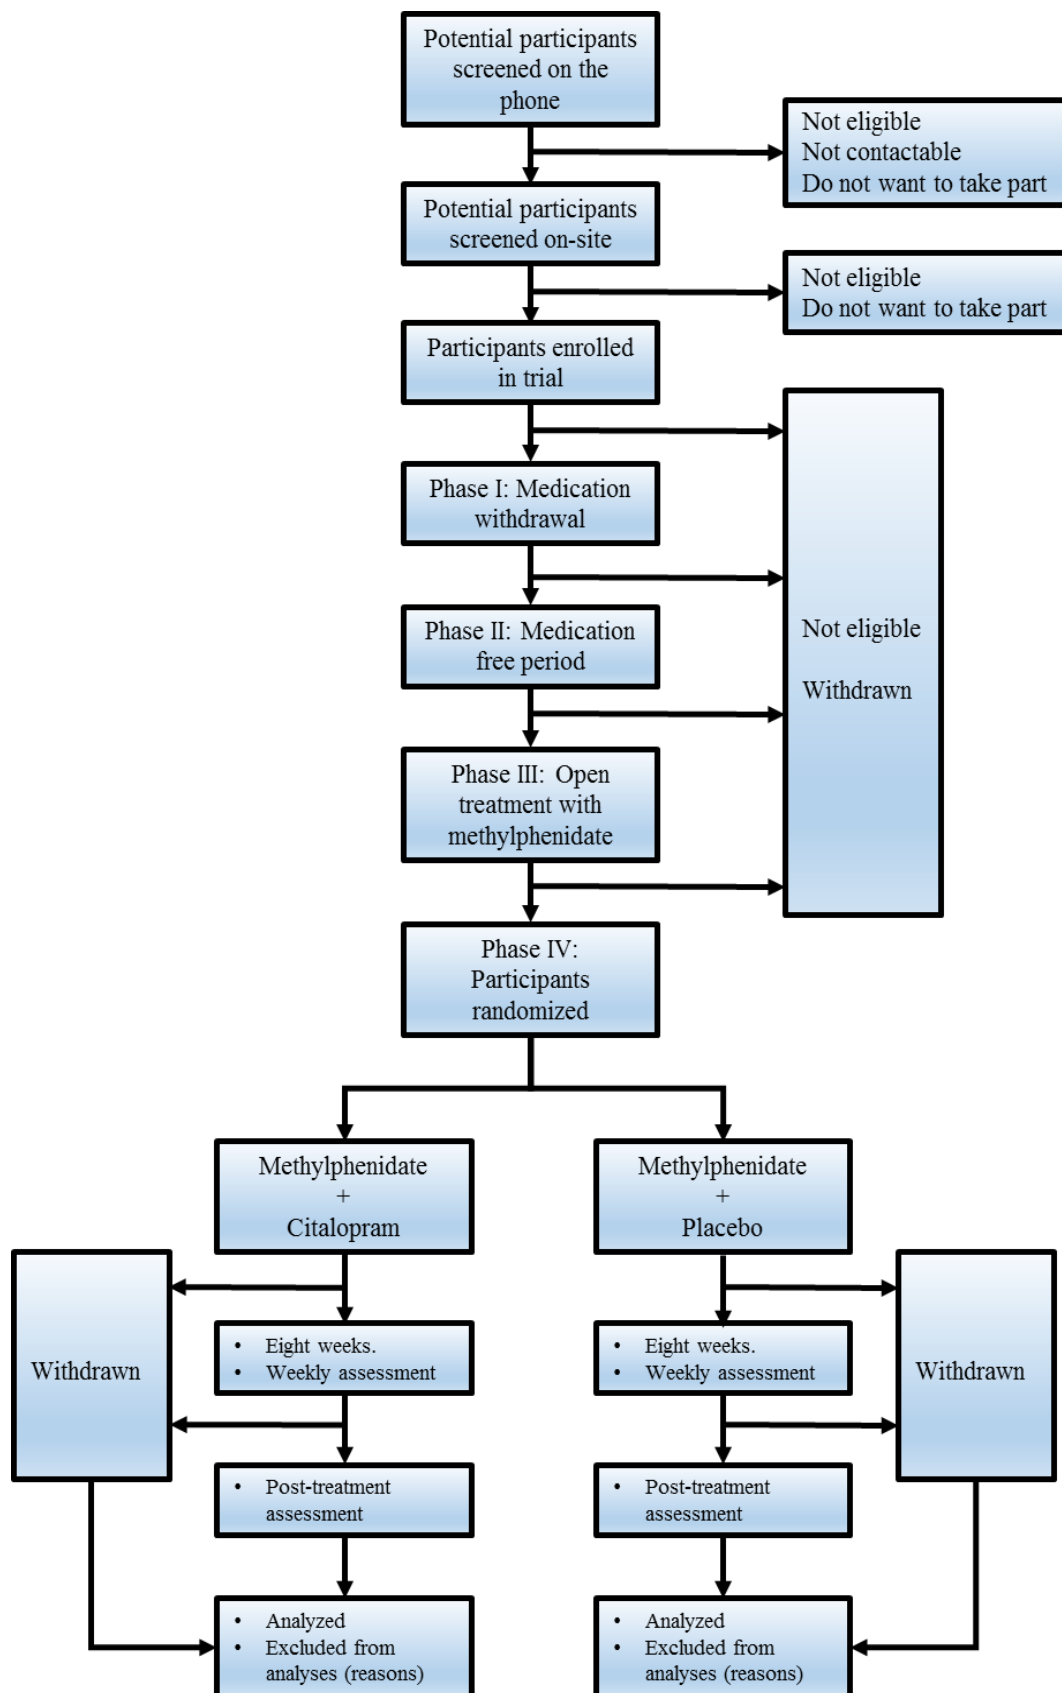 Potential participants
screened on the
phone
Not eligible
Not contactable
Do not want to take part
Potential participants
screened on-site
Not eligible
Do not want to take part
Participants enrolled
in trial
Phase I: Medication
withdrawal
Phase II: Medication
free period
Not eligible
Withdrawn
Phase III: Open
treatment with
methylphenidate
Phase IV:
Participants
randomized
Methylphenidate
+
Citalopram
Methylphenidate
+
Placebo
Withdrawn
• Eight weeks.
• Weekly assessment
• Eight weeks.
• Weekly assessment
Withdrawn
• Post-treatment
assessment
• Post-treatment
assessment
• Analyzed
• Excluded from
analyses (reasons)
• Analyzed
• Excluded from
analyses (reasons)